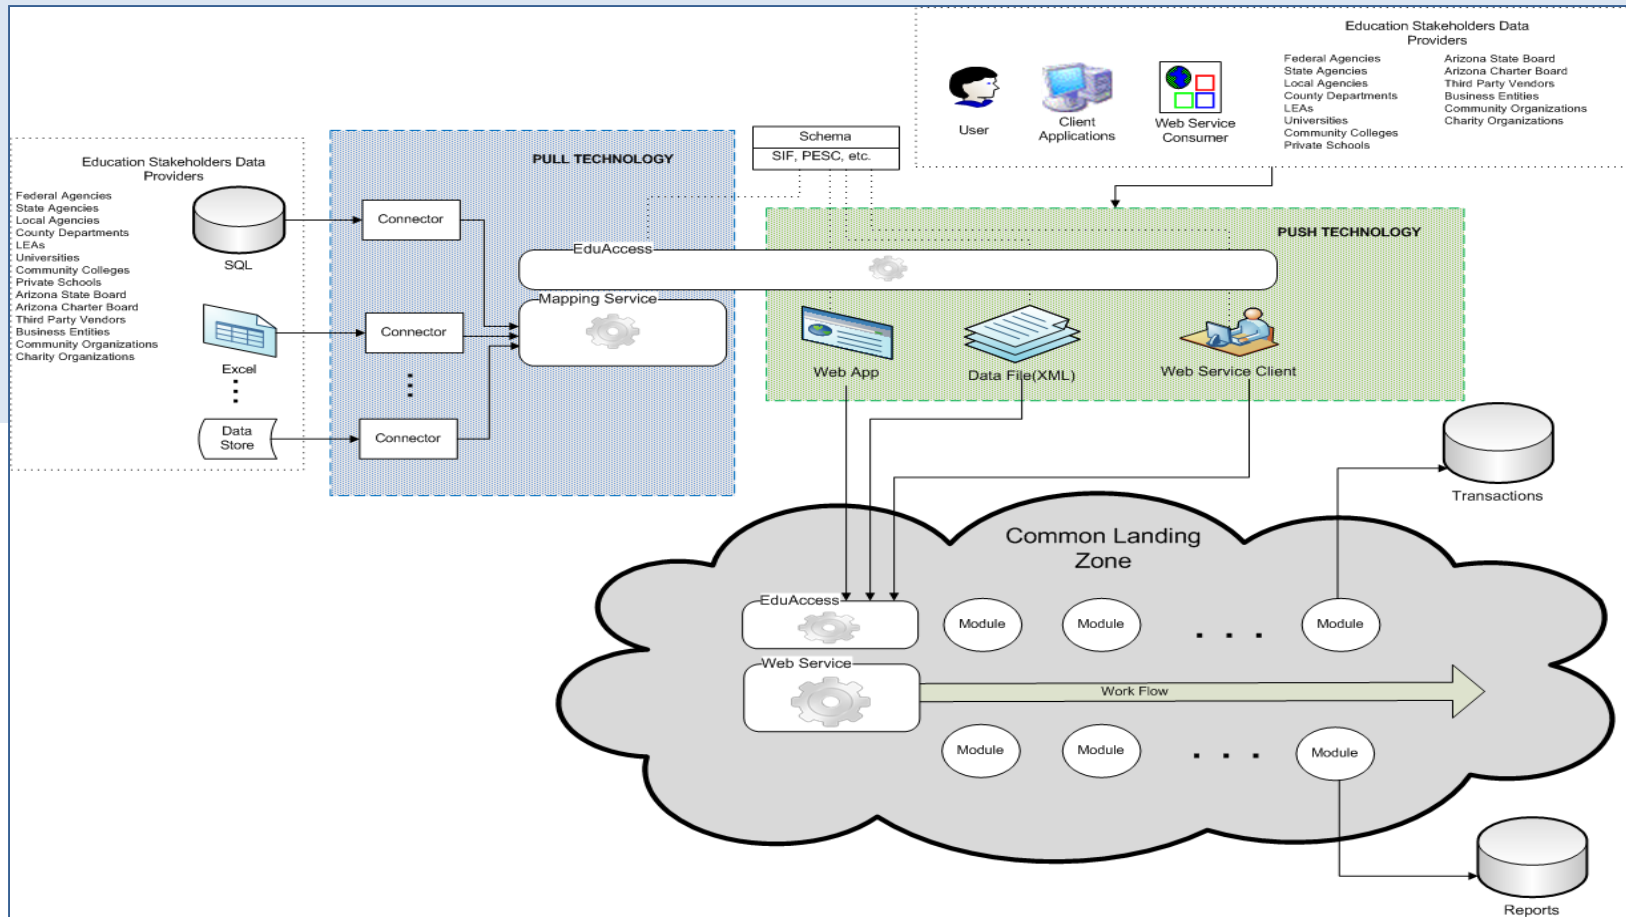 Education Stakeholders Data
Providers
Federal Agencies
State Agencies
Local Agencies
County Departments
LEAs
Universities
Community Colleges
Private Schools
Arizona State Board
Arizona Charter Board
Third Party Vendors
Business Entities
Community Organizations
Charity Organizations
User
Client
Applications
Web Service
Consumer
Schema
SIF, PESC, etc.
Education Stakeholders Data
Providers
Federal Agencies
State Agencies
Local Agencies
County Departments
LEAs
Universities
Community Colleges
Private Schools
Arizona State Board
Arizona Charter Board
Third Party Vendors
Business Entities
Community Organizations
Charity Organizations
SQL
Excel
Data
Store
PULL TECHNOLOGY
Connector
Connector
Connector
EduAccess
Mapping Service
PUSH TECHNOLOGY
Web App
Data File(XML)
Web Service Client
Transactions
Common Landing
Zone
EduAccess
Module
Module
Module
Web Service
Work Flow
Module
Module
Module
Reports